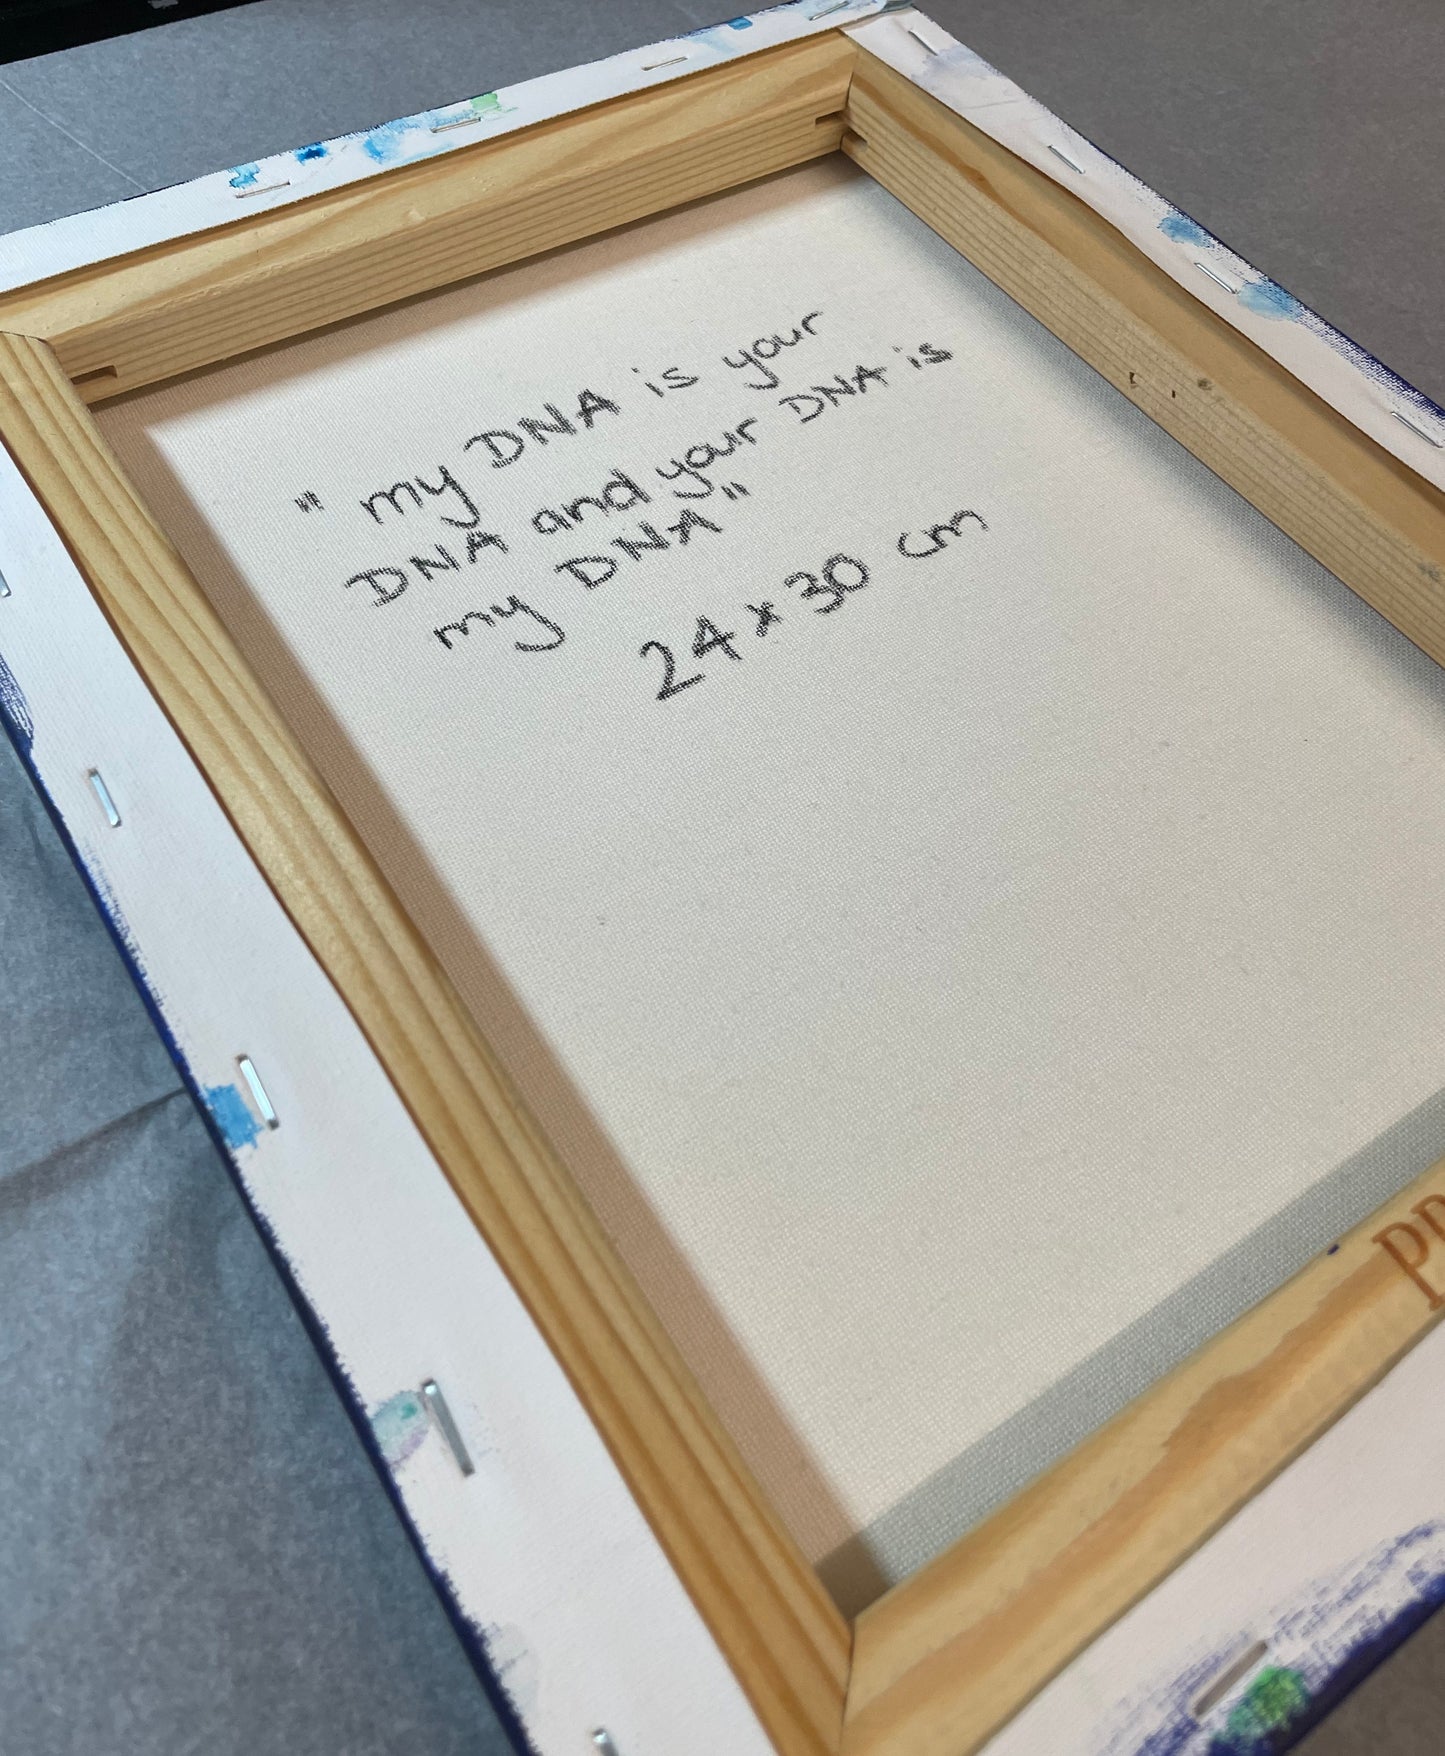 " my DNA is your
DNA and your DNA is
my DNA"
24 x 30 cm